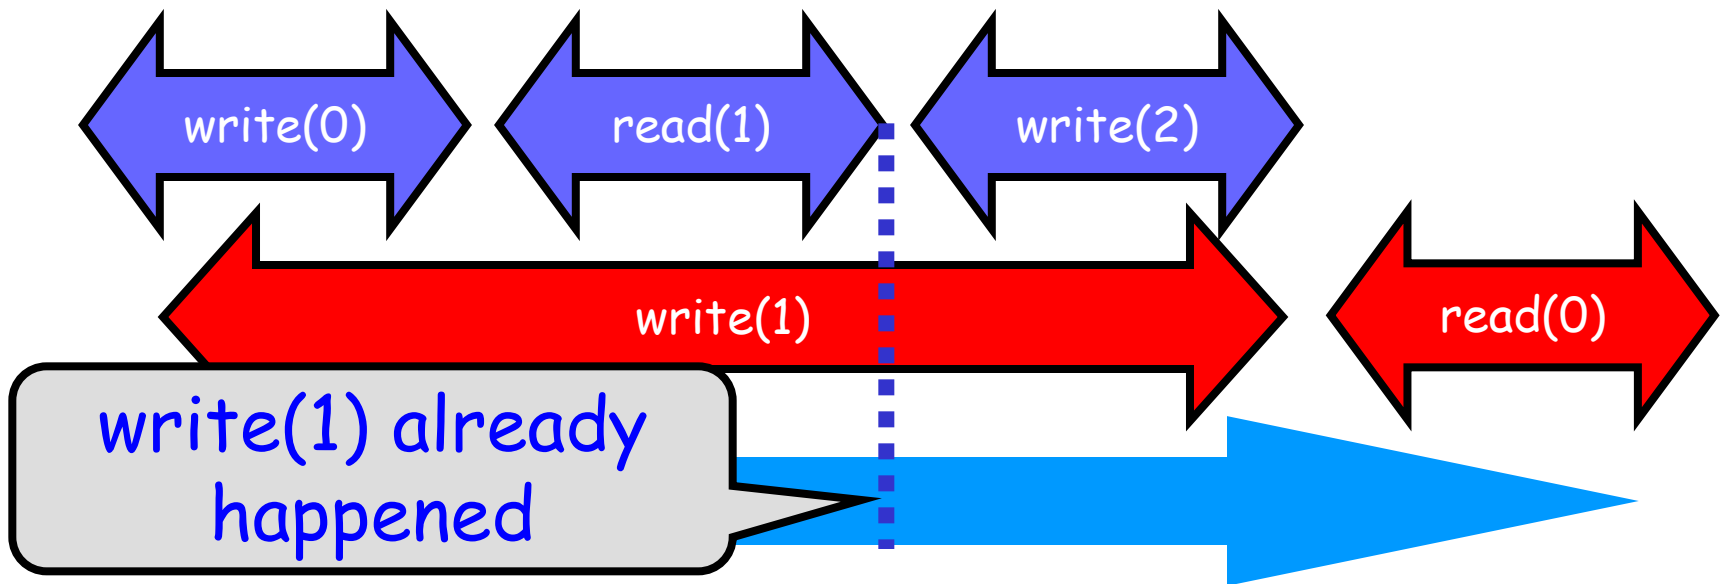 write(0)
read(1)
write(2)
write(1)
read(0)
write(1) already
happened